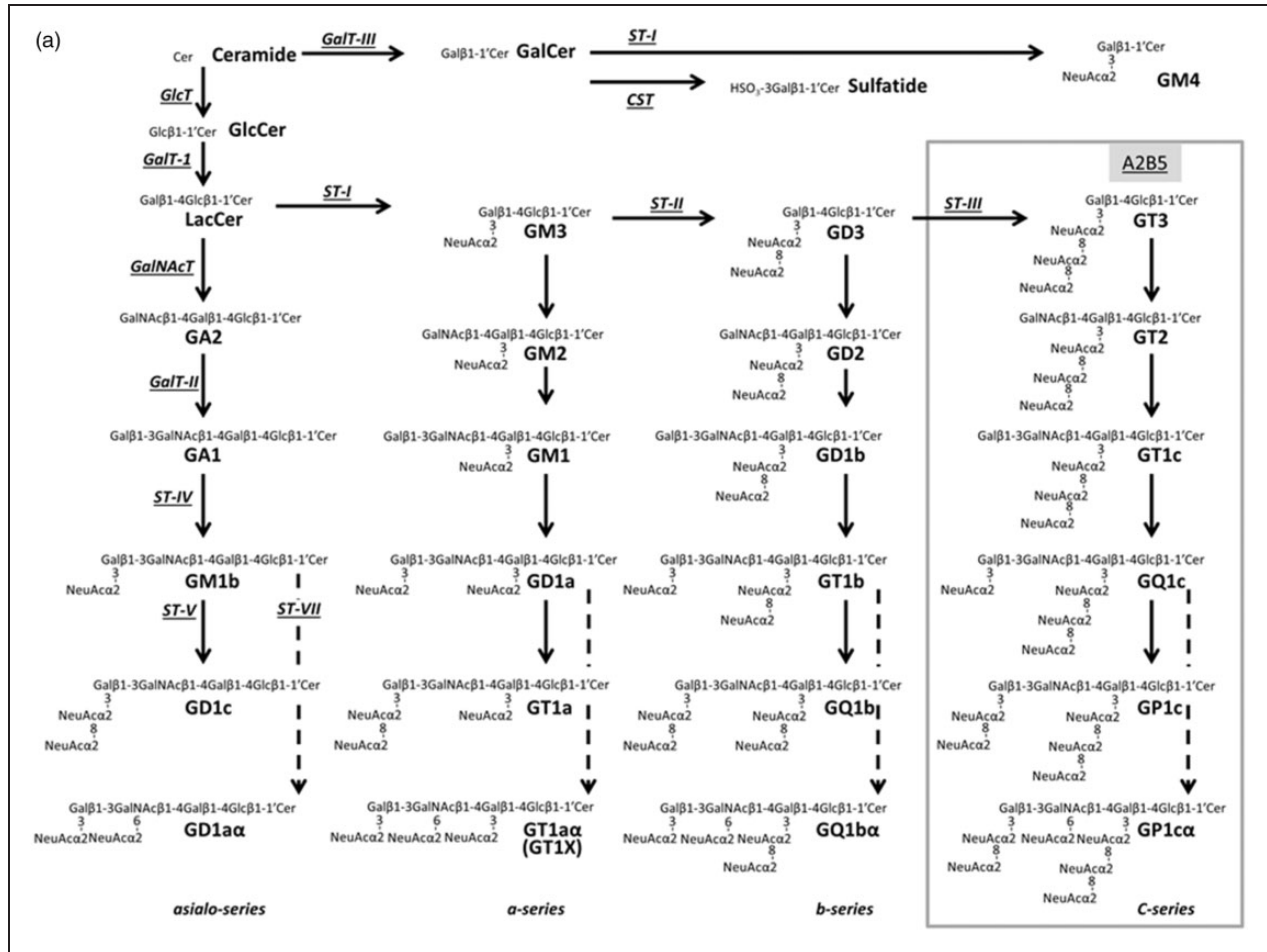 (a)
Cer Ceramide GalT-III Galβ1-1'Cer GalCer ST-I Galβ1-1'Cer
3
NeuAcα2 GM4
CST HSO3-3Galβ1-1'Cer Sulfatide
GlcT
Glcβ1-1'Cer GlcCer
GalT-1
A2B5
Galβ1-4Glcβ1-1'Cer ST-I Galβ1-4Glcβ1-1'Cer ST-II Galβ1-4Glcβ1-1'Cer ST-III Galβ1-4Glcβ1-1'Cer
LacCer 3 GM3 3 GD3 3 GT3
NeuAcα2 NeuAcα2 NeuAcα2
8 8
NeuAcα2 NeuAcα2
8
NeuAcα2
GalNAcT
GalNAcβ1-4Galβ1-4Glcβ1-1'Cer GalNAcβ1-4Galβ1-4Glcβ1-1'Cer GalNAcβ1-4Galβ1-4Glcβ1-1'Cer GalNAcβ1-4Galβ1-4Glcβ1-1'Cer
GA2 3 GM2 3 GD2 3 GT2
NeuAcα2 NeuAcα2 NeuAcα2
8 8
NeuAcα2 NeuAcα2
8
NeuAcα2
GalT-II
Galβ1-3GalNAcβ1-4Galβ1-4Glcβ1-1'Cer Galβ1-3GalNAcβ1-4Galβ1-4Glcβ1-1'Cer Galβ1-3GalNAcβ1-4Galβ1-4Glcβ1-1'Cer Galβ1-3GalNAcβ1-4Galβ1-4Glcβ1-1'Cer
GA1 3 GM1 3 GD1b 3 GT1c
NeuAcα2 NeuAcα2 NeuAcα2
8 8
NeuAcα2 NeuAcα2
8
NeuAcα2
ST-IV
Galβ1-3GalNAcβ1-4Galβ1-4Glcβ1-1'Cer Galβ1-3GalNAcβ1-4Galβ1-4Glcβ1-1'Cer Galβ1-3GalNAcβ1-4Galβ1-4Glcβ1-1'Cer Galβ1-3GalNAcβ1-4Galβ1-4Glcβ1-1'Cer
3 GM1b 3 3 GD1a 3 3 GT1b 3 3 GQ1c
NeuAcα2 NeuAcα2 NeuAcα2 NeuAcα2 NeuAcα2 NeuAcα2 NeuAcα2
8 8
NeuAcα2 NeuAcα2
8
NeuAcα2
ST-V ST-VII
Galβ1-3GalNAcβ1-4Galβ1-4Glcβ1-1'Cer Galβ1-3GalNAcβ1-4Galβ1-4Glcβ1-1'Cer Galβ1-3GalNAcβ1-4Galβ1-4Glcβ1-1'Cer Galβ1-3GalNAcβ1-4Galβ1-4Glcβ1-1'Cer
3 GD1c 3 3 GT1a 3 3 GQ1b 3 3 GP1c
NeuAcα2 NeuAcα2 NeuAcα2 NeuAcα2 NeuAcα2 NeuAcα2 NeuAcα2
8 8 8 8 8 8
NeuAcα2 NeuAcα2 NeuAcα2 NeuAcα2 NeuAcα2 NeuAcα2
8
NeuAcα2
Galβ1-3GalNAcβ1-4Galβ1-4Glcβ1-1'Cer Galβ1-3GalNAcβ1-4Galβ1-4Glcβ1-1'Cer Galβ1-3GalNAcβ1-4Galβ1-4Glcβ1-1'Cer Galβ1-3GalNAcβ1-4Galβ1-4Glcβ1-1'Cer
3 6 GD1aα 3 6 3 GT1aα 3 6 3 GQ1bα 3 6 3 GP1cα
NeuAcα2NeuAcα2 NeuAcα2 NeuAcα2 NeuAcα2 (GT1X) NeuAcα2 NeuAcα2 NeuAcα2 NeuAcα2 NeuAcα2 NeuAcα2
8 8 8
NeuAcα2 NeuAcα2 NeuAcα2
8
NeuAcα2
asialo-series a-series b-series C-series